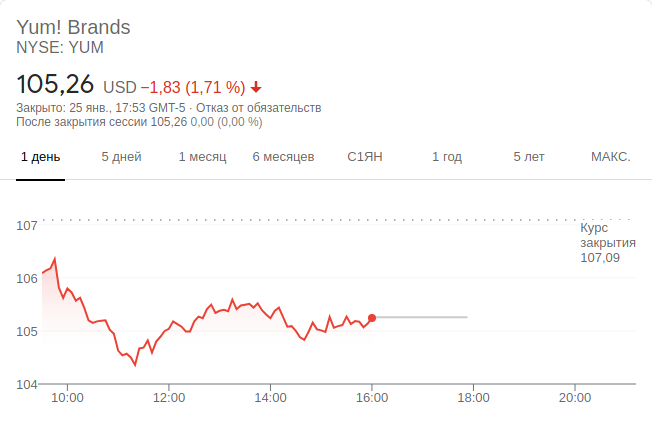 Yum! Brands
NYSE: YUM
105,26 USD −1,83 (1,71 %)
Закрыто: 25 янв., 17:53 GMT-5 · Отказ от обязательств
После закрытия сессии 105,26 0,00 (0,00 %)
1 день 5 дней 1 месяц 6 месяцев С1ЯН 1 год 5 лет МАКС.
107
Курс
закрытия
107,09
106
105
104
10:00 12:00 14:00 16:00 18:00 20:00